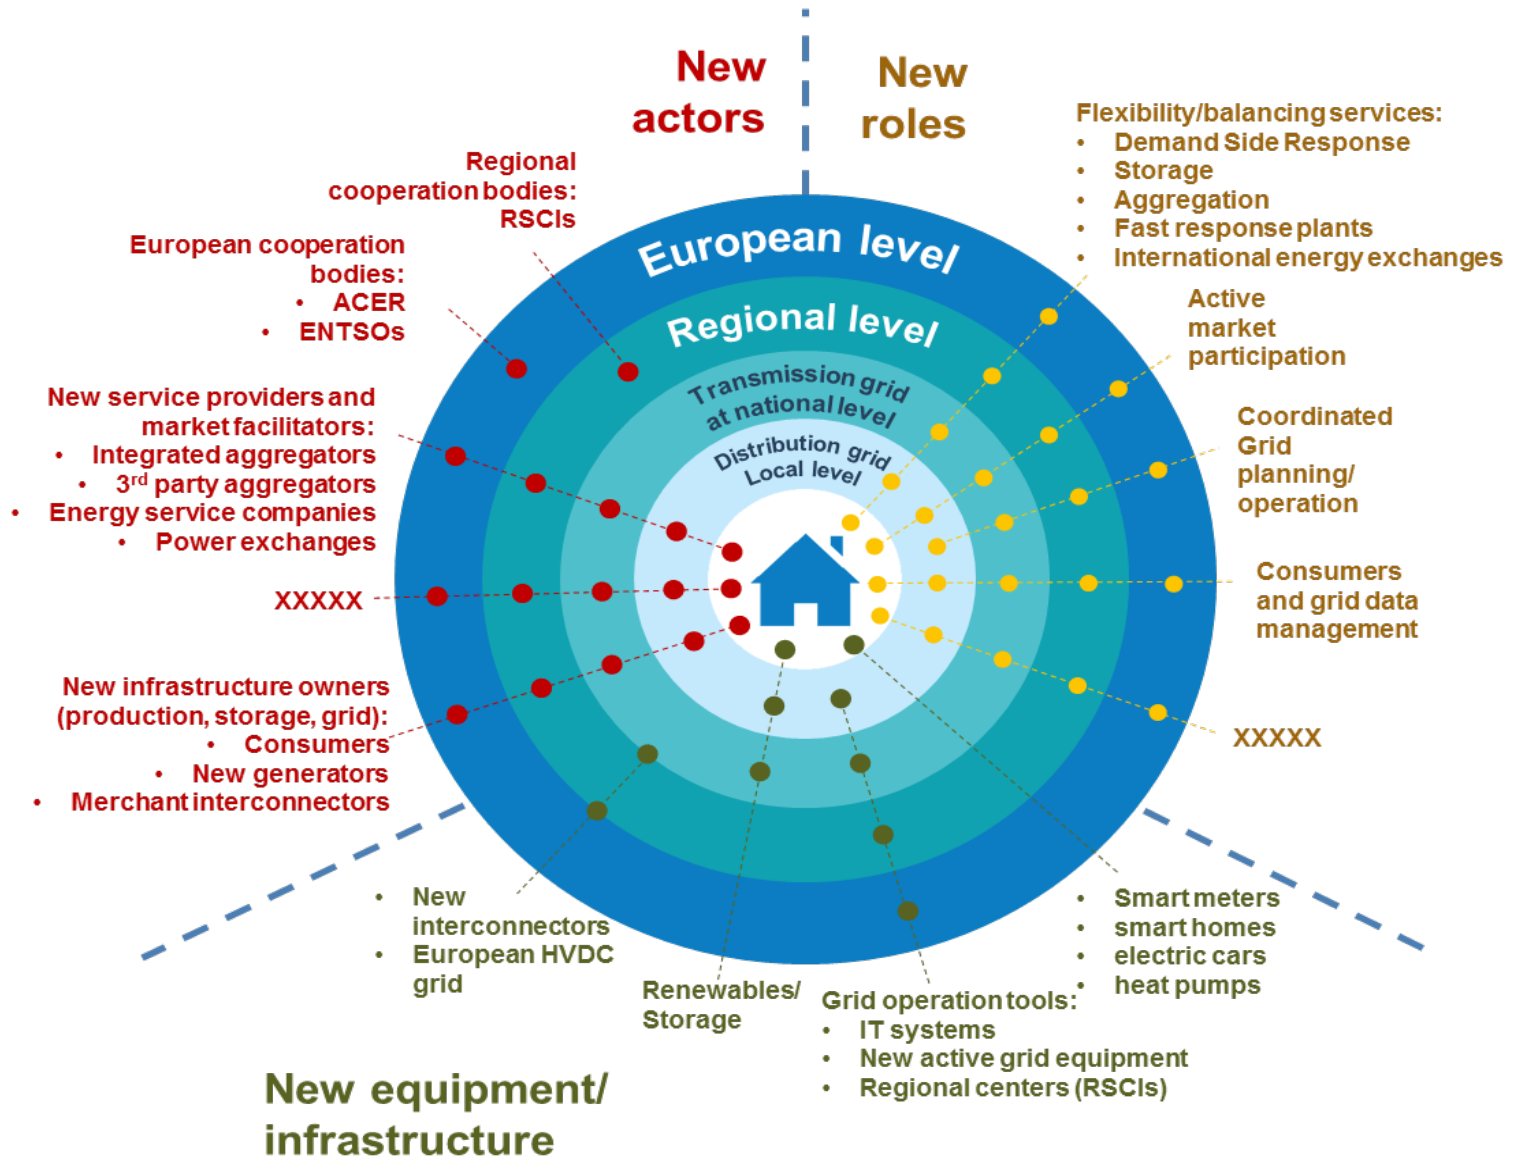 New
actors
New
roles
Regional
cooperation bodies:
RSCIs
European cooperation
bodies:
• ACER
• ENTSOs
New service providers and
market facilitators:
• Integrated aggregators
• 3rd party aggregators
• Energy service companies
• Power exchanges
XXXXX
New infrastructure owners
(production, storage, grid):
• Consumers
• New generators
• Merchant interconnectors
European level
Regional level
Transmission grid
at national level
Distribution grid
Local level
Flexibility/balancing services:
• Demand Side Response
• Storage
• Aggregation
• Fast response plants
• International energy exchanges
Active
market
participation
Coordinated
Grid
planning/
operation
Consumers
and grid data
management
XXXXX
• New
interconnectors
• European HVDC
grid
Renewables/
Storage
Grid operation tools:
• IT systems
• New active grid equipment
• Regional centers (RSCIs)
• Smart meters
• smart homes
• electric cars
• heat pumps
New equipment/
infrastructure